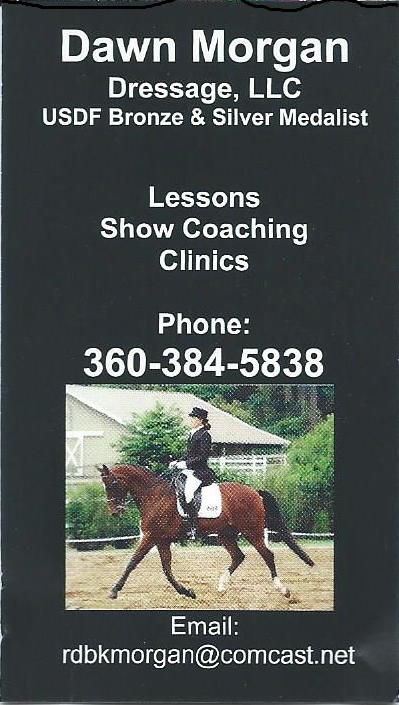 Dawn Morgan
Dressage, LLC
USDF Bronze & Silver Medalist
Lessons
Show Coaching
Clinics
Phone:
360-384-5838
Email:
rdbkmorgan@comcast.net